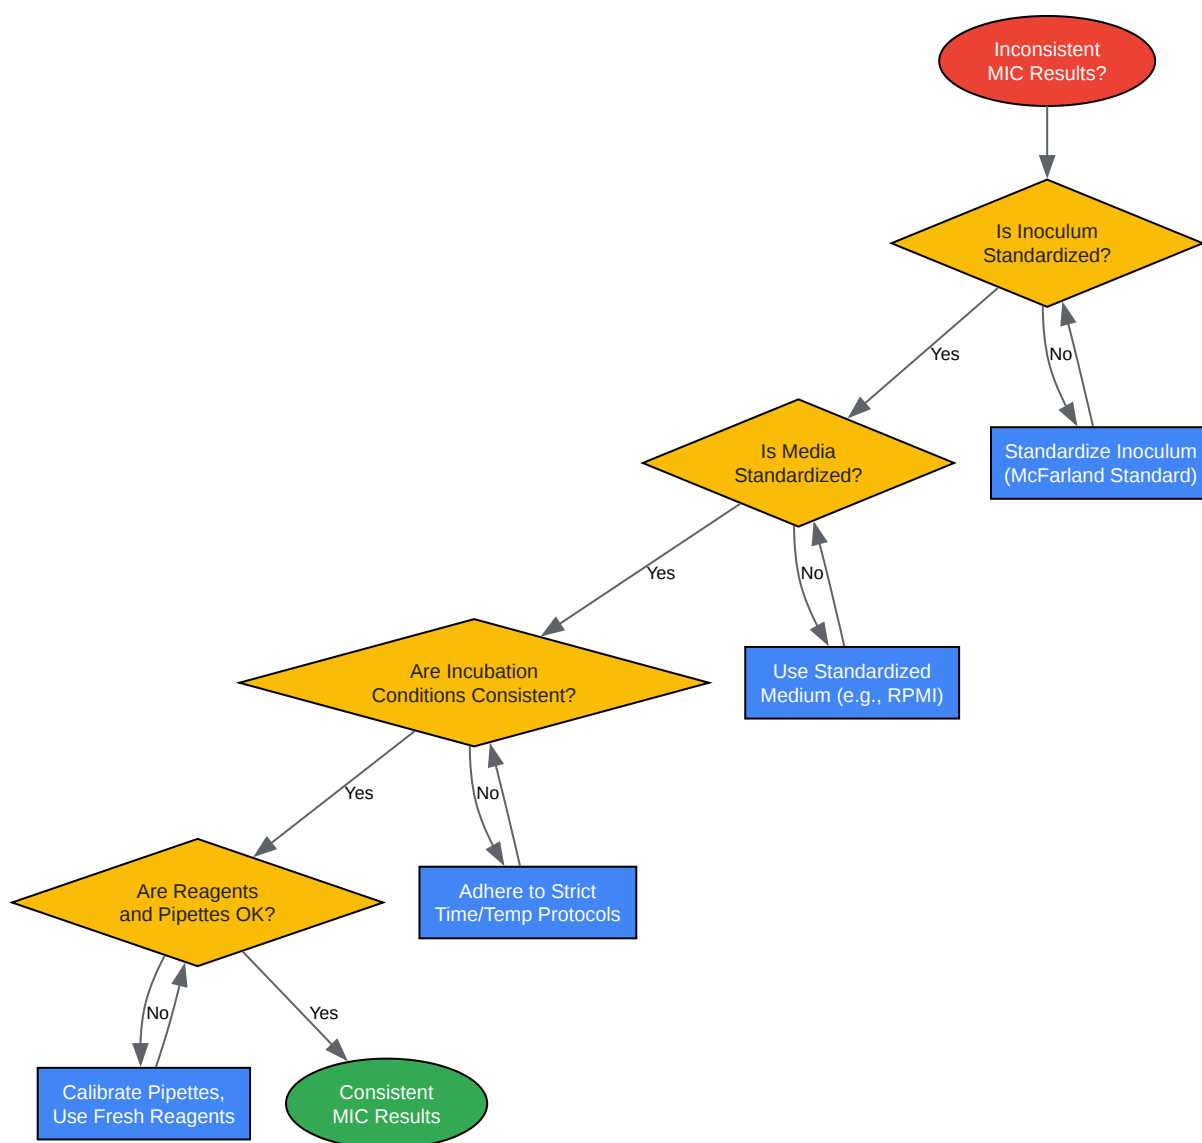 Inconsistent
MIC Results?
Is Inoculum
Standardized?
Yes
No
Standardize Inoculum
(McFarland Standard)
Is Media
Standardized?
Yes
No
Use Standardized
Medium (e.g., RPMI)
Are Incubation
Conditions Consistent?
Yes
No
Adhere to Strict
Time/Temp Protocols
Are Reagents
and Pipettes OK?
No
Yes
Calibrate Pipettes,
Use Fresh Reagents
Consistent
MIC Results